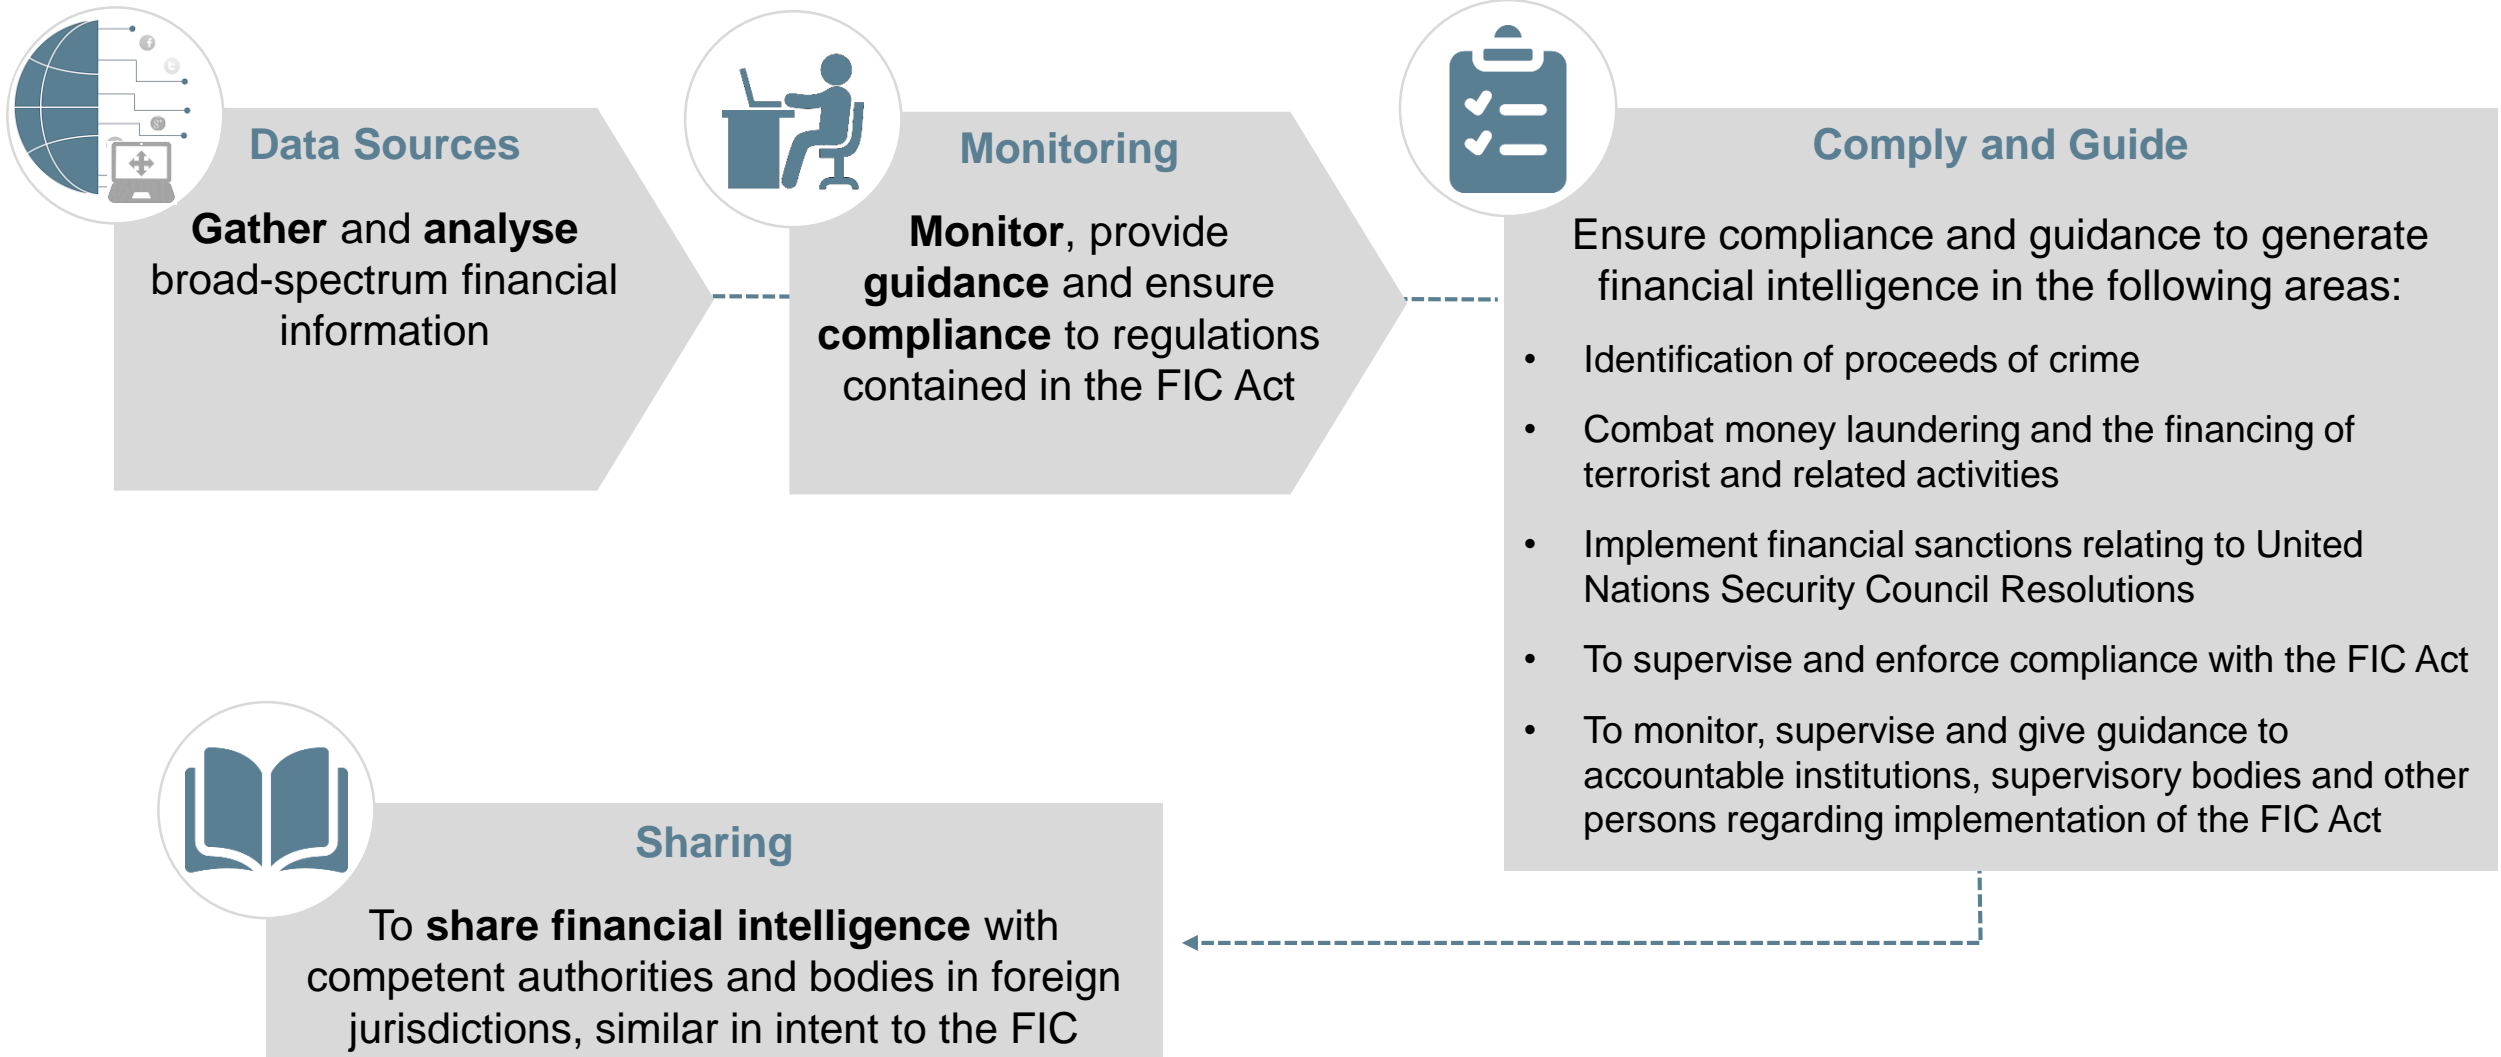 Data Sources
Gather and analyse
broad-spectrum financial
information
Monitoring
Monitor, provide
guidance and ensure
compliance to regulations
contained in the FIC Act
Comply and Guide
Ensure compliance and guidance to generate
financial intelligence in the following areas:
• Identification of proceeds of crime
• Combat money laundering and the financing of
terrorist and related activities
• Implement financial sanctions relating to United
Nations Security Council Resolutions
• To supervise and enforce compliance with the FIC Act
• To monitor, supervise and give guidance to
accountable institutions, supervisory bodies and other
persons regarding implementation of the FIC Act
Sharing
To share financial intelligence with
competent authorities and bodies in foreign
jurisdictions, similar in intent to the FIC